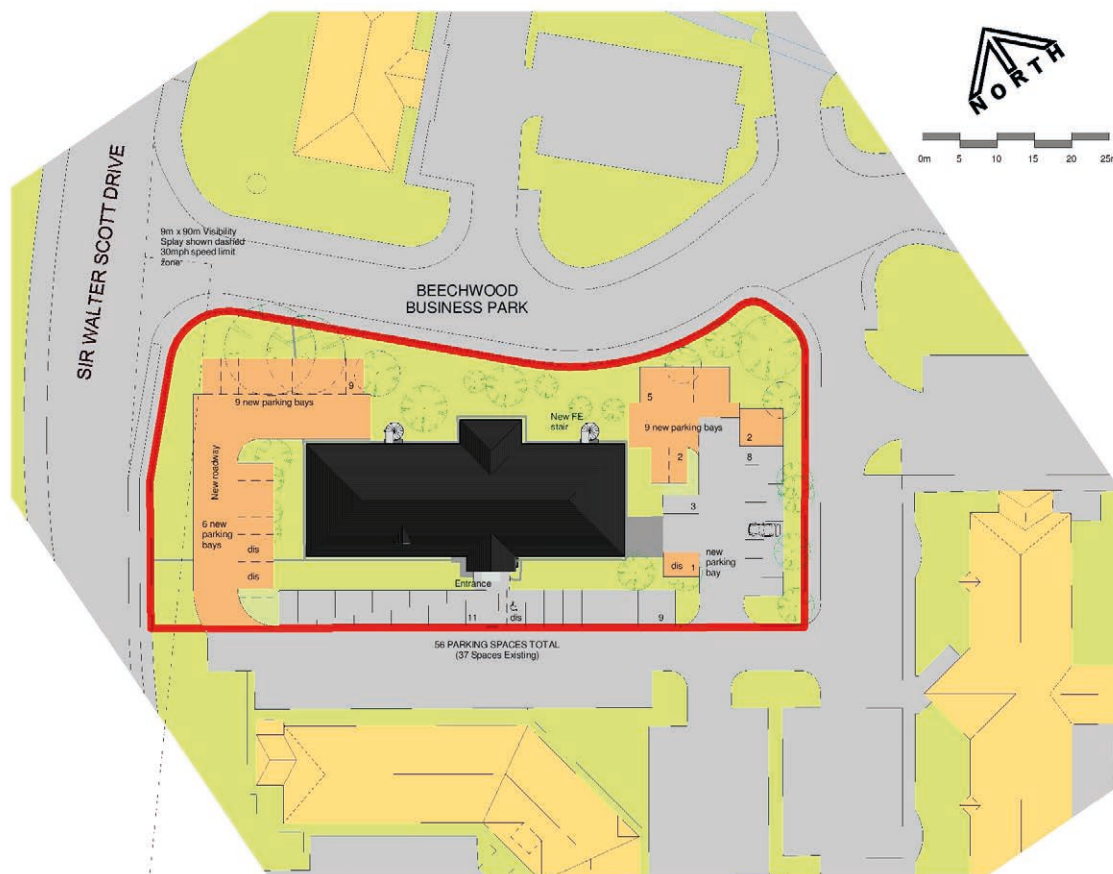 NORTH
0m 5 10 15 20 25m
SIR WALTER SCOTT DRIVE
9m x 90m Visibility
Splay shown dashed
30mph speed limit
zone
BEECHWOOD
BUSINESS PARK
9
9 new parking bays
New FE
stair
5
9 new parking bays
2
2
8
New roadway
3
6 new
parking
bays
dis
dis
new
parking
bay
dis 1
Entrance
11
dis
9
56 PARKING SPACES TOTAL
(37 Spaces Existing)